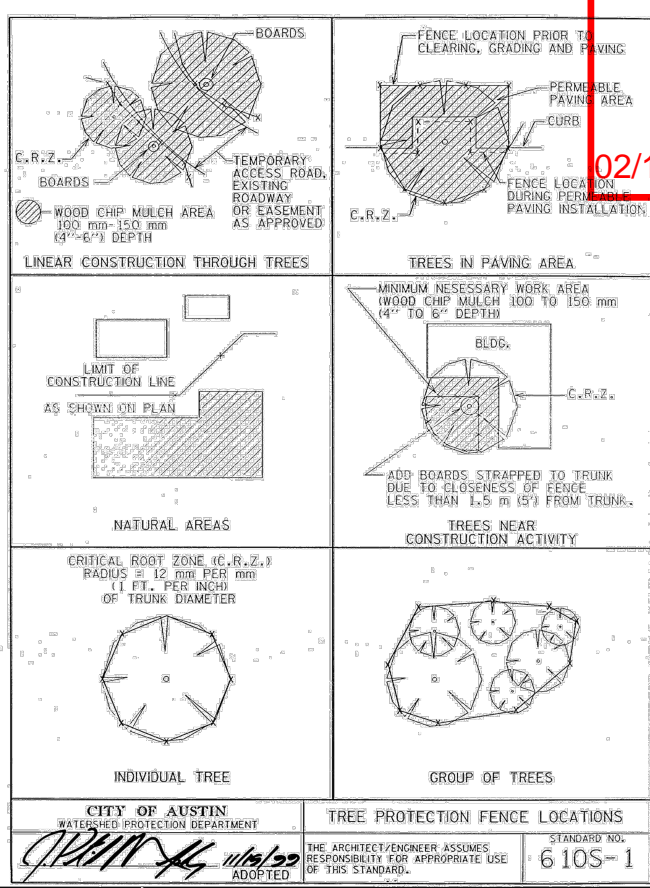 BOARDS
C.R.Z.
BOARDS
TEMPORARY
ACCESS ROAD,
EXISTING
ROADWAY
OR EASEMENT
AS APPROVED
WOOD CHIP MULCH AREA
100 mm-150 mm
(4"-6") DEPTH
LINEAR CONSTRUCTION THROUGH TREES
FENCE LOCATION PRIOR TO
CLEARING, GRADING AND PAVING
PERMEABLE
PAVING AREA
CURB
02/1
FENCE LOCATION
DURING PERMEABLE
PAVING INSTALLATION
C.R.Z.
TREES IN PAVING AREA
LIMIT OF
CONSTRUCTION LINE
AS SHOWN ON PLAN
NATURAL AREAS
MINIMUM NESESSARY WORK AREA
(WOOD CHIP MULCH 100 TO 150 mm
(4" TO 6" DEPTH)
BLDG.
C.R.Z.
ADD BOARDS STRAPPED TO TRUNK
DUE TO CLOSENESS OF FENCE
LESS THAN 1.5 m (5') FROM TRUNK.
TREES NEAR
CONSTRUCTION ACTIVITY
CRITICAL ROOT ZONE (C.R.Z.)
RADIUS = 12 mm PER mm
(1 FT. PER INCH)
OF TRUNK DIAMETER
INDIVIDUAL TREE
GROUP OF TREES
CITY OF AUSTIN
WATERSHED PROTECTION DEPARTMENT
11/15/99
ADOPTED
TREE PROTECTION FENCE LOCATIONS
THE ARCHITECT/ENGINEER ASSUMES
RESPONSIBILITY FOR APPROPRIATE USE
OF THIS STANDARD.
STANDARD NO.
610S-1